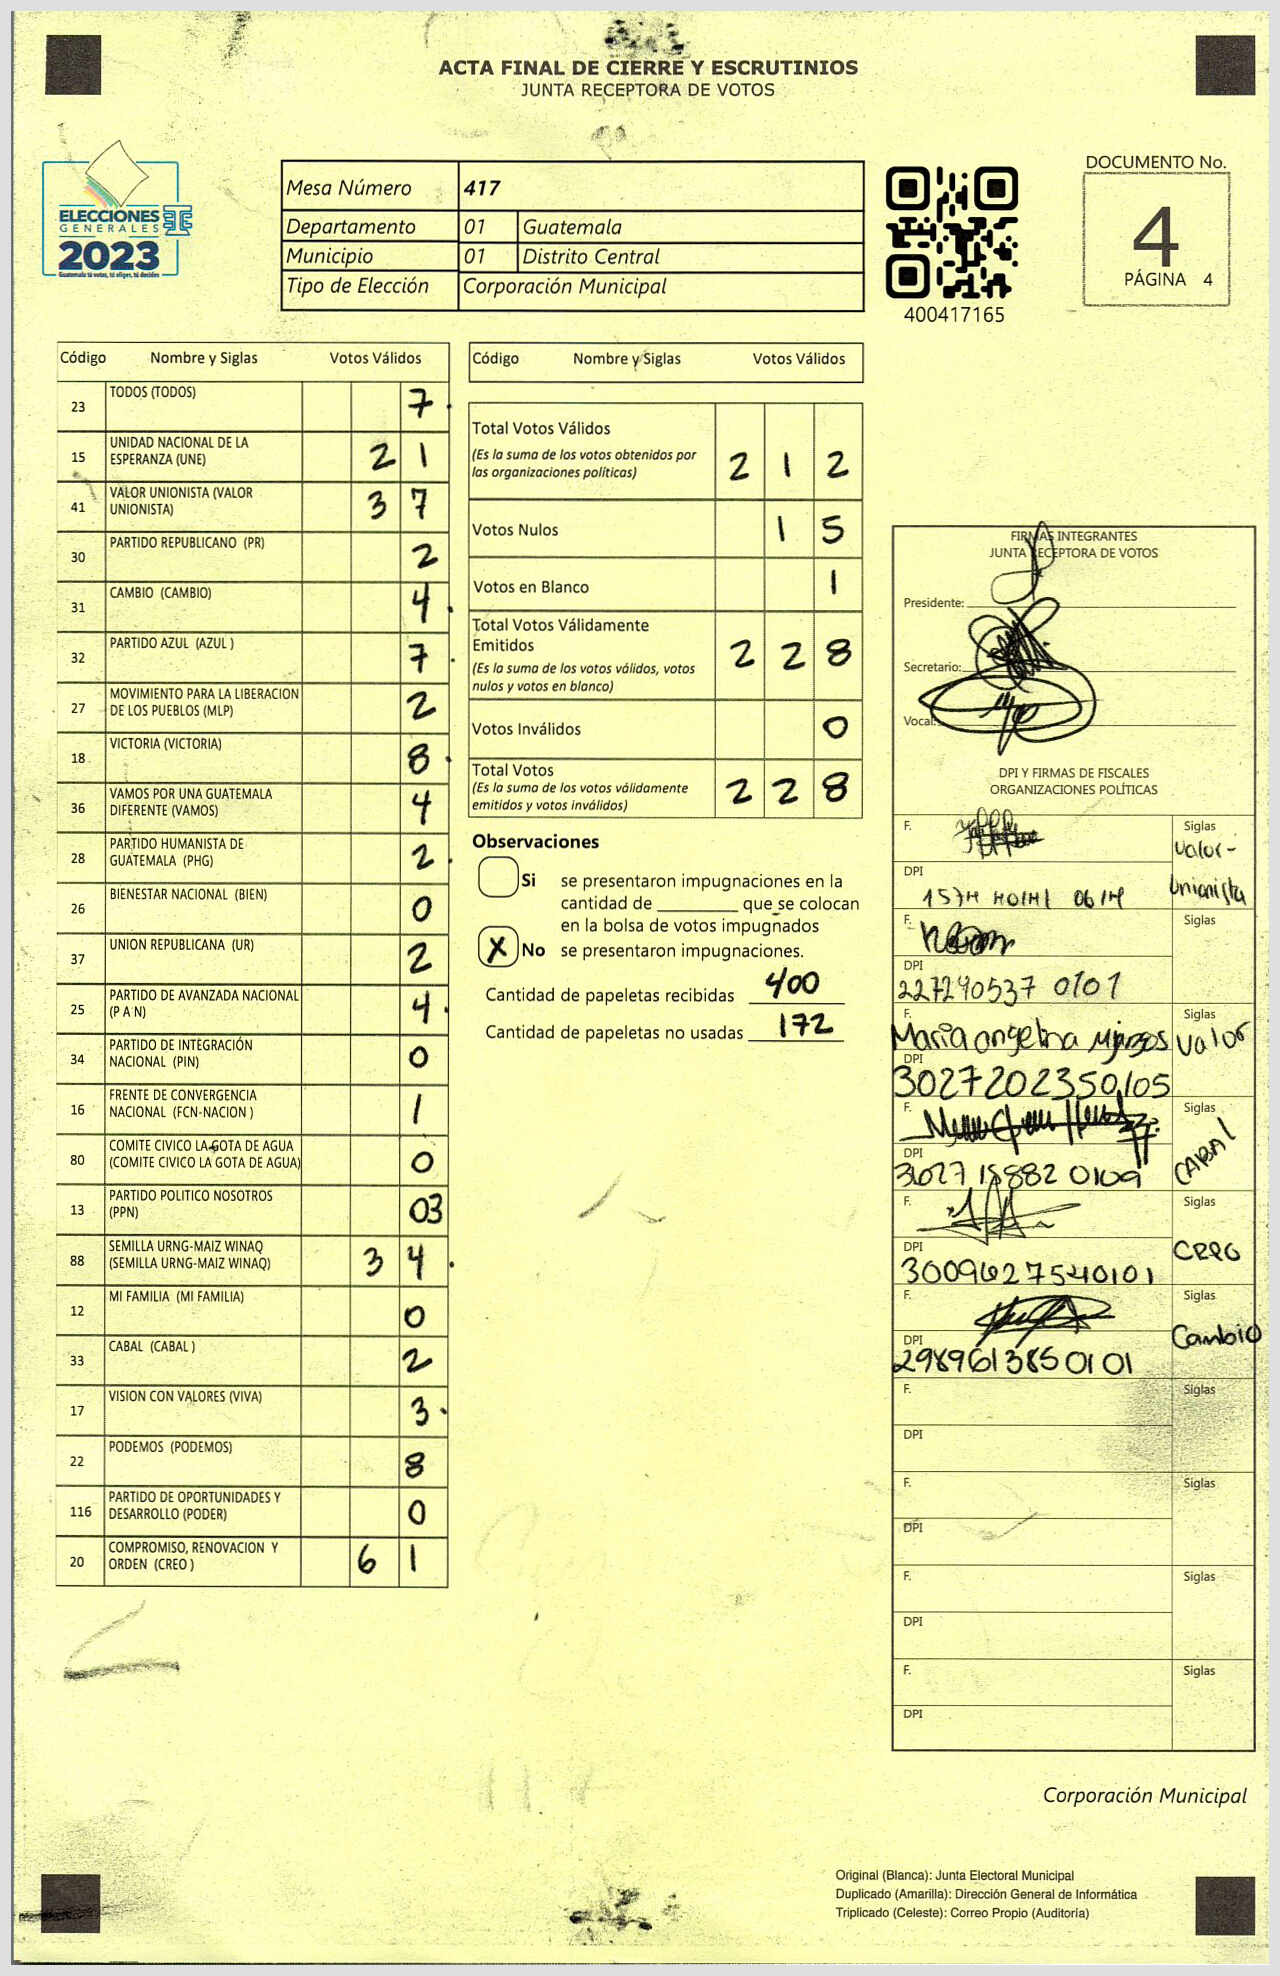 ACTA FINAL DE CIERRE Y ESCRUTINIOS
JUNTA RECEPTORA DE VOTOS
ELECCIONES
GENERALES
2023
Guatemala tú votas, tú eliges, tú decides
Mesa Número 417
Departamento 01 Guatemala
Municipio 01 Distrito Central
Tipo de Elección Corporación Municipal
400417165
DOCUMENTO No.
4
PÁGINA 4
Código Nombre y Siglas Votos Válidos
23 TODOS (TODOS) 7
15 UNIDAD NACIONAL DE LA ESPERANZA (UNE) 2 1
41 VALOR UNIONISTA (VALOR UNIONISTA) 3 7
30 PARTIDO REPUBLICANO (PR) 2
31 CAMBIO (CAMBIO) 4
32 PARTIDO AZUL (AZUL ) 7
27 MOVIMIENTO PARA LA LIBERACION DE LOS PUEBLOS (MLP) 2
18 VICTORIA (VICTORIA) 8
36 VAMOS POR UNA GUATEMALA DIFERENTE (VAMOS) 4
28 PARTIDO HUMANISTA DE GUATEMALA (PHG) 2
26 BIENESTAR NACIONAL (BIEN) 0
37 UNION REPUBLICANA (UR) 2
25 PARTIDO DE AVANZADA NACIONAL (P A N) 4
34 PARTIDO DE INTEGRACIÓN NACIONAL (PIN) 0
16 FRENTE DE CONVERGENCIA NACIONAL (FCN-NACION ) 1
80 COMITE CIVICO LA GOTA DE AGUA (COMITE CIVICO LA GOTA DE AGUA) 0
13 PARTIDO POLITICO NOSOTROS (PPN) 03
88 SEMILLA URNG-MAIZ WINAQ (SEMILLA URNG-MAIZ WINAQ) 3 4
12 MI FAMILIA (MI FAMILIA) 0
33 CABAL (CABAL ) 2
17 VISION CON VALORES (VIVA) 3
22 PODEMOS (PODEMOS) 8
116 PARTIDO DE OPORTUNIDADES Y DESARROLLO (PODER) 0
20 COMPROMISO, RENOVACION Y ORDEN (CREO ) 6 1
Código Nombre y Siglas Votos Válidos
Total Votos Válidos
(Es la suma de los votos obtenidos por
las organizaciones políticas) 2 1 2
Votos Nulos 1 5
Votos en Blanco 1
Total Votos Válidamente
Emitidos
(Es la suma de los votos válidos, votos
nulos y votos en blanco) 2 2 8
Votos Inválidos 0
Total Votos
(Es la suma de los votos válidamente
emitidos y votos inválidos) 2 2 8
Observaciones
Si se presentaron impugnaciones en la
cantidad de ________ que se colocan
en la bolsa de votos impugnados
X No se presentaron impugnaciones.
Cantidad de papeletas recibidas 400
Cantidad de papeletas no usadas 172
FIRMAS INTEGRANTES
JUNTA RECEPTORA DE VOTOS
Presidente:
Secretario:
Vocal:
DPI Y FIRMAS DE FISCALES
ORGANIZACIONES POLÍTICAS
F. Siglas Valor-
Unionista
DPI
F. Siglas
DPI 227290537 0101
F. Maria angelina Siglas Valor
DPI 3027202350105
F. Siglas CABAL
DPI
F. Siglas CREO
DPI 3009627540101
F. Siglas Cambio
DPI 2989613850101
F. Siglas
DPI
F. Siglas
DPI
F. Siglas
DPI
F. Siglas
DPI
Corporación Municipal
Original (Blanca): Junta Electoral Municipal
Duplicado (Amarilla): Dirección General de Informática
Triplicado (Celeste): Correo Propio (Auditoría)